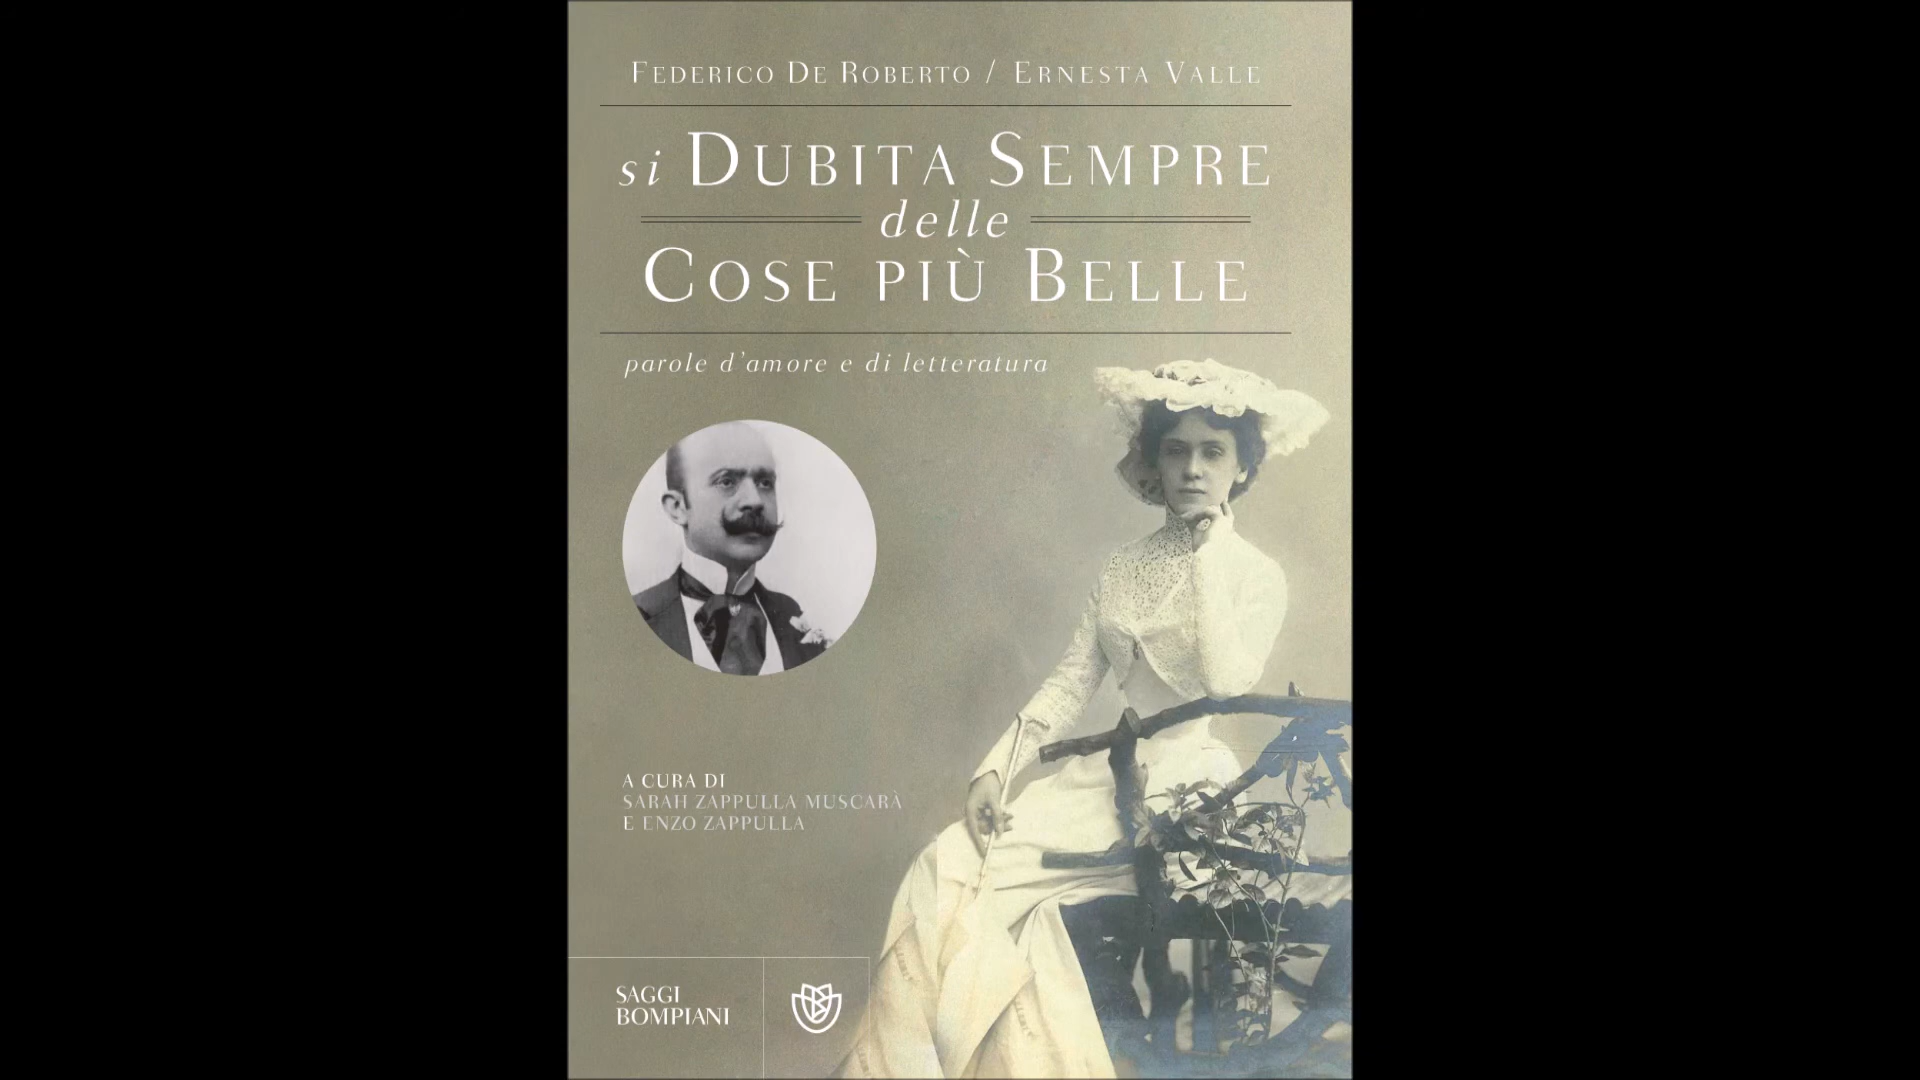 FEDERICO DE ROBERTO / ERNESTA VALLE
si DUBITA SEMPRE
delle
COSE PIÙ BELLE
parole d'amore e di letteratura
A CURA DI
SARAH ZAPPULLA MUSCARÀ
E ENZO ZAPPULLA
SAGGI
BOMPIANI